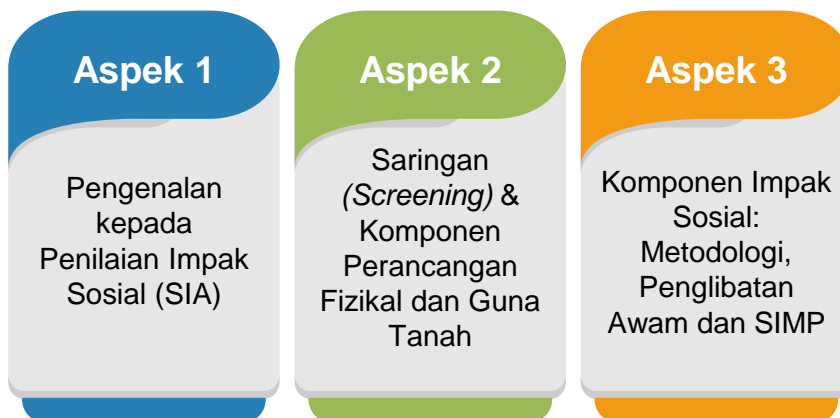 Aspek 1
Pengenalan
kepada
Penilaian Impak
Sosial (SIA)
Aspek 2
Saringan
(Screening) &
Komponen
Perancangan
Fizikal dan Guna
Tanah
Aspek 3
Komponen Impak
Sosial:
Metodologi,
Penglibatan
Awam dan SIMP